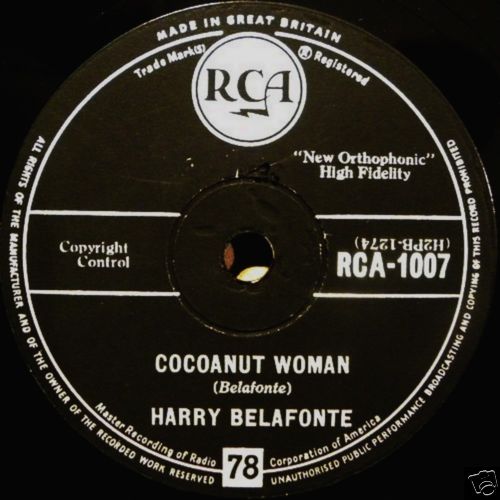 MADE IN GREAT BRITAIN
Trade Mark(s)
® Registered
RCA
"New Orthophonic"
High Fidelity
Copyright
Control
(H2PB-1274)
RCA-1007
COCOANUT WOMAN
(Belafonte)
HARRY BELAFONTE
Master Recording of Radio
Corporation of America
78
ALL RIGHTS OF THE MANUFACTURER AND OF THE OWNER OF THE RECORDED WORK RESERVED
UNAUTHORISED PUBLIC PERFORMANCE BROADCASTING AND COPYING OF THIS RECORD PROHIBITED